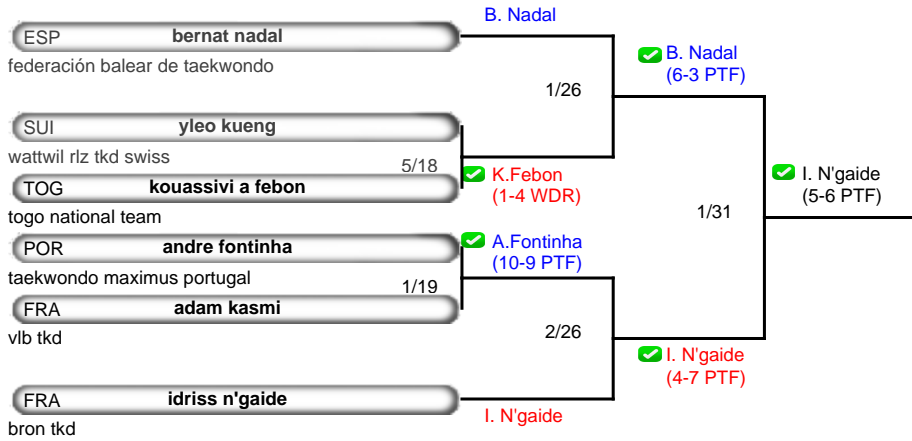 B. Nadal
ESP bernat nadal
federación balear de taekwondo
B. Nadal
(6-3 PTF)
1/26
SUI yleo kueng
wattwil rlz tkd swiss
5/18
K.Febon
(1-4 WDR)
TOG kouassivi a febon
togo national team
I. N'gaide
(5-6 PTF)
1/31
POR andre fontinha
taekwondo maximus portugal
A.Fontinha
(10-9 PTF)
1/19
FRA adam kasmi
vlb tkd
2/26
I. N'gaide
(4-7 PTF)
FRA idriss n'gaide
bron tkd
I. N'gaide